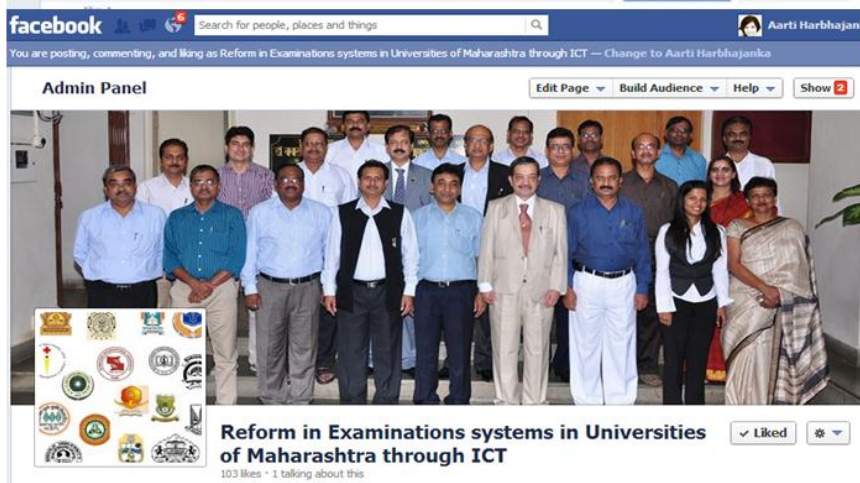 facebook
6
Search for people, places and things
Aarti Harbhajan
You are posting, commenting, and liking as Reform in Examinations systems in Universities of Maharashtra through ICT — Change to Aarti Harbhajanka
Admin Panel
Edit Page
Build Audience
Help
Show 2
Reform in Examinations systems in Universities
of Maharashtra through ICT
✓ Liked
103 likes · 1 talking about this